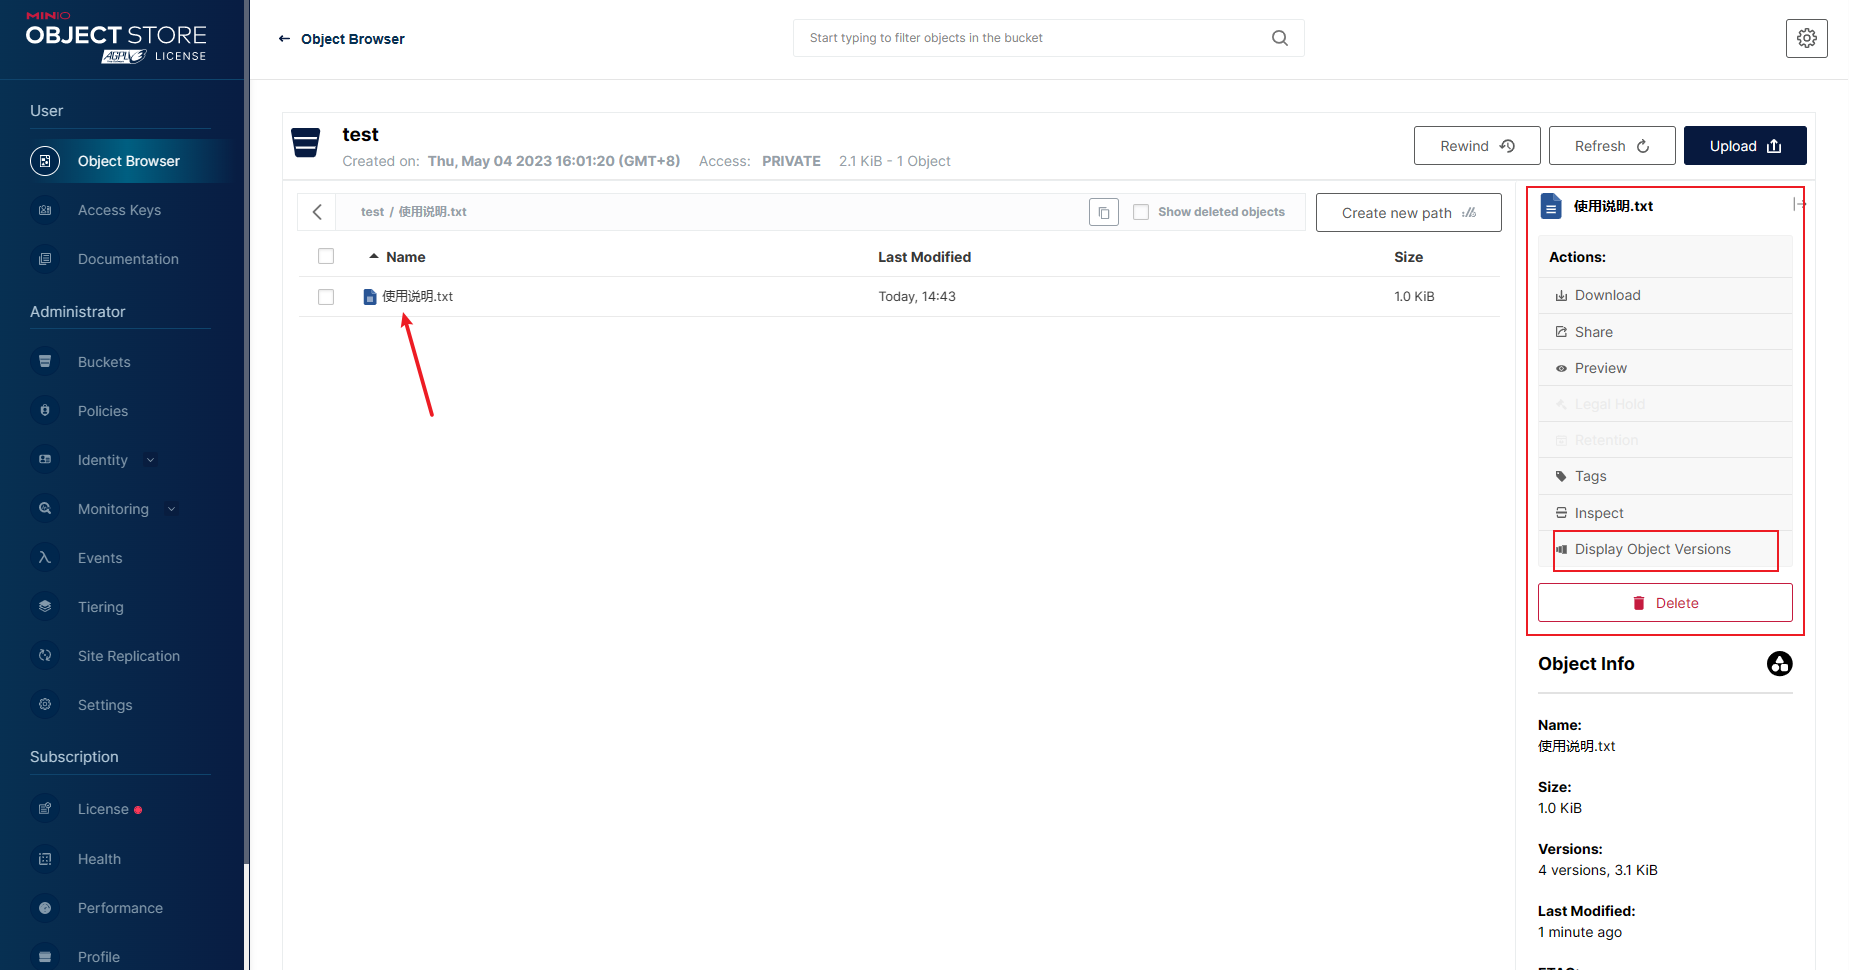 MINIO
OBJECT STORE
AGPLV3 LICENSE
User
Object Browser
Access Keys
Documentation
Administrator
Buckets
Policies
Identity
Monitoring
Events
Tiering
Site Replication
Settings
Subscription
License
Health
Performance
Profile
← Object Browser
Start typing to filter objects in the bucket
test
Created on: Thu, May 04 2023 16:01:20 (GMT+8) Access: PRIVATE 2.1 KiB - 1 Object
Rewind
Refresh
Upload
test / 使用说明.txt
Show deleted objects
Create new path
Name Last Modified Size
使用说明.txt Today, 14:43 1.0 KiB
使用说明.txt
Actions:
Download
Share
Preview
Legal Hold
Retention
Tags
Inspect
Display Object Versions
Delete
Object Info
Name:
使用说明.txt
Size:
1.0 KiB
Versions:
4 versions, 3.1 KiB
Last Modified:
1 minute ago